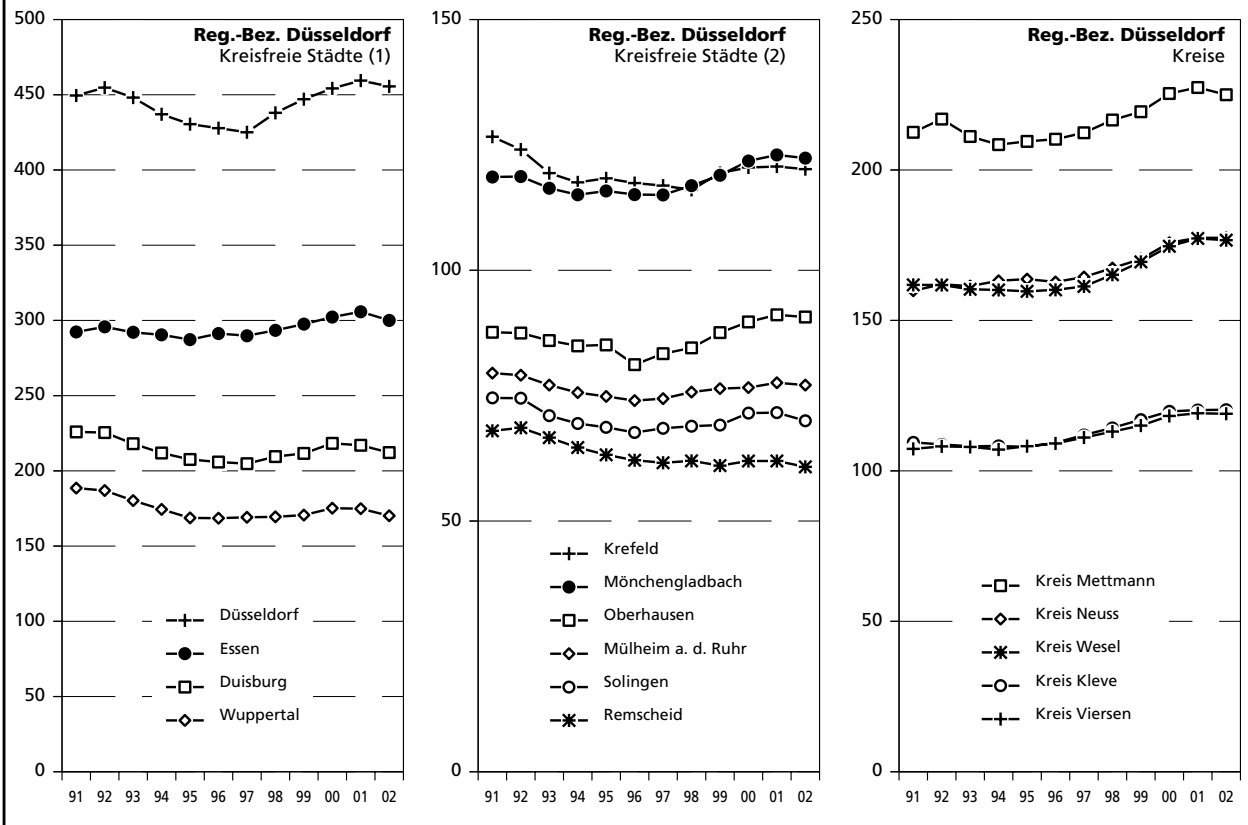 Reg.-Bez. Düsseldorf
Kreisfreie Städte (1)
500
450
400
350
300
250
200
150
100
50
0
Düsseldorf
Essen
Duisburg
Wuppertal
91 92 93 94 95 96 97 98 99 00 01 02
Reg.-Bez. Düsseldorf
Kreisfreie Städte (2)
150
100
50
0
Krefeld
Mönchengladbach
Oberhausen
Mülheim a. d. Ruhr
Solingen
Remscheid
91 92 93 94 95 96 97 98 99 00 01 02
Reg.-Bez. Düsseldorf
Kreise
250
200
150
100
50
0
Kreis Mettmann
Kreis Neuss
Kreis Wesel
Kreis Kleve
Kreis Viersen
91 92 93 94 95 96 97 98 99 00 01 02